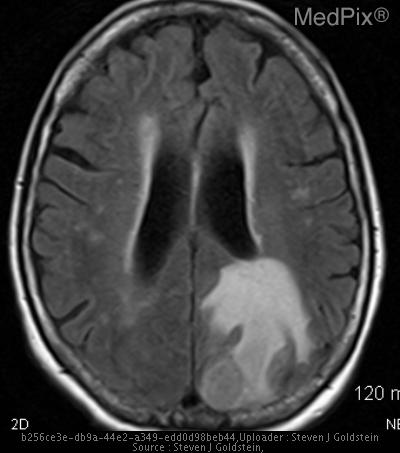 MedPix®
120 m
2D
NE
b256ce3e-db9a-44e2-a349-edd0d98beb44,Uploader : Steven J Goldstein
Source : Steven J Goldstein,